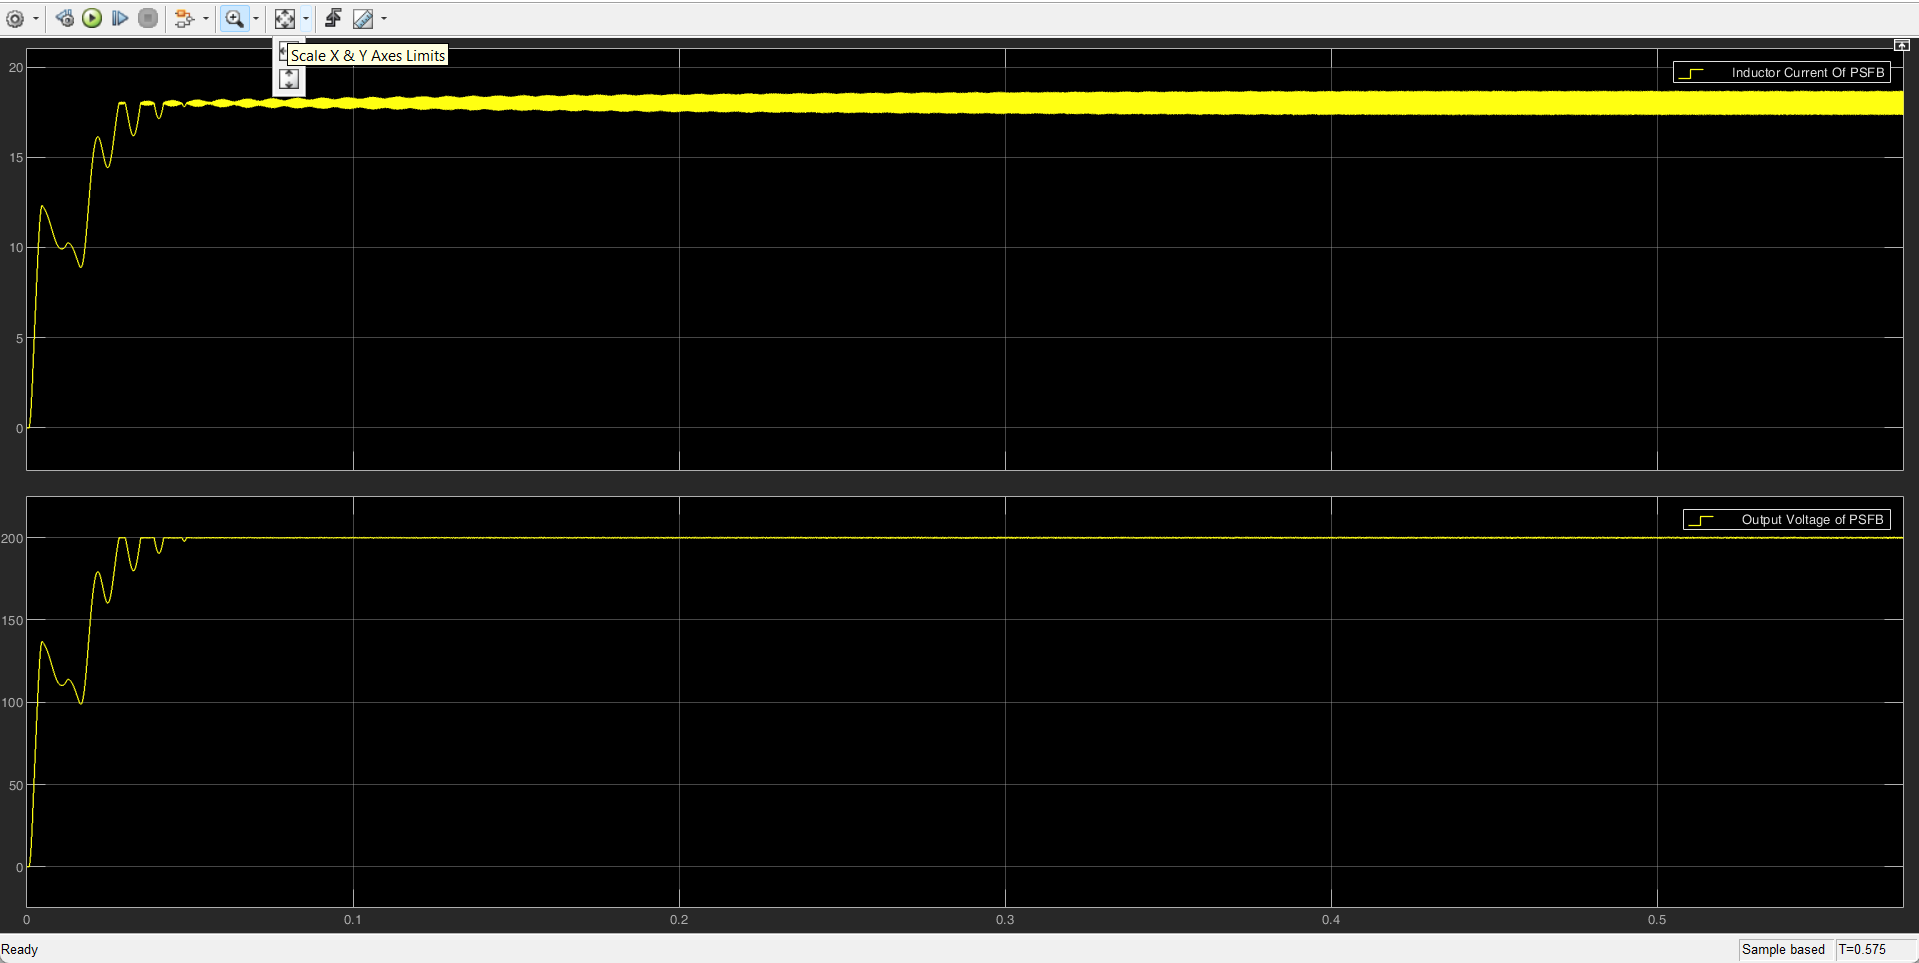 Scale X & Y Axes Limits
Inductor Current Of PSFB
20
15
10
5
0
Output Voltage of PSFB
200
150
100
50
0
0 0.1 0.2 0.3 0.4 0.5
Ready Sample based T=0.575